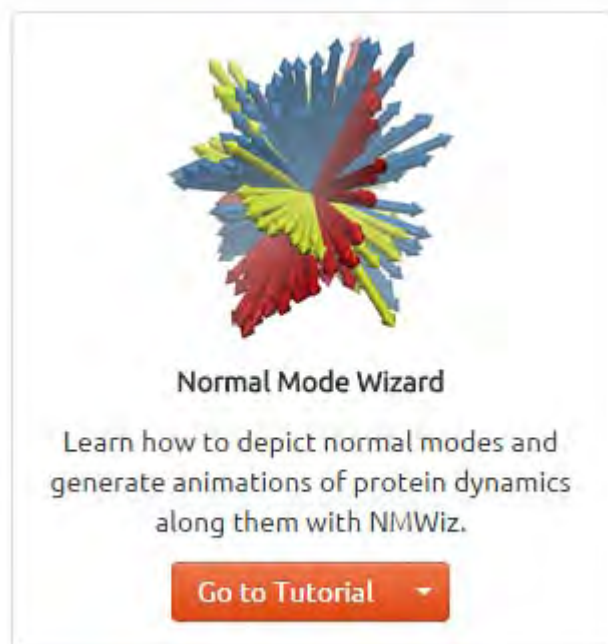 Normal Mode Wizard
Learn how to depict normal modes and
generate animations of protein dynamics
along them with NMWiz.
Go to Tutorial